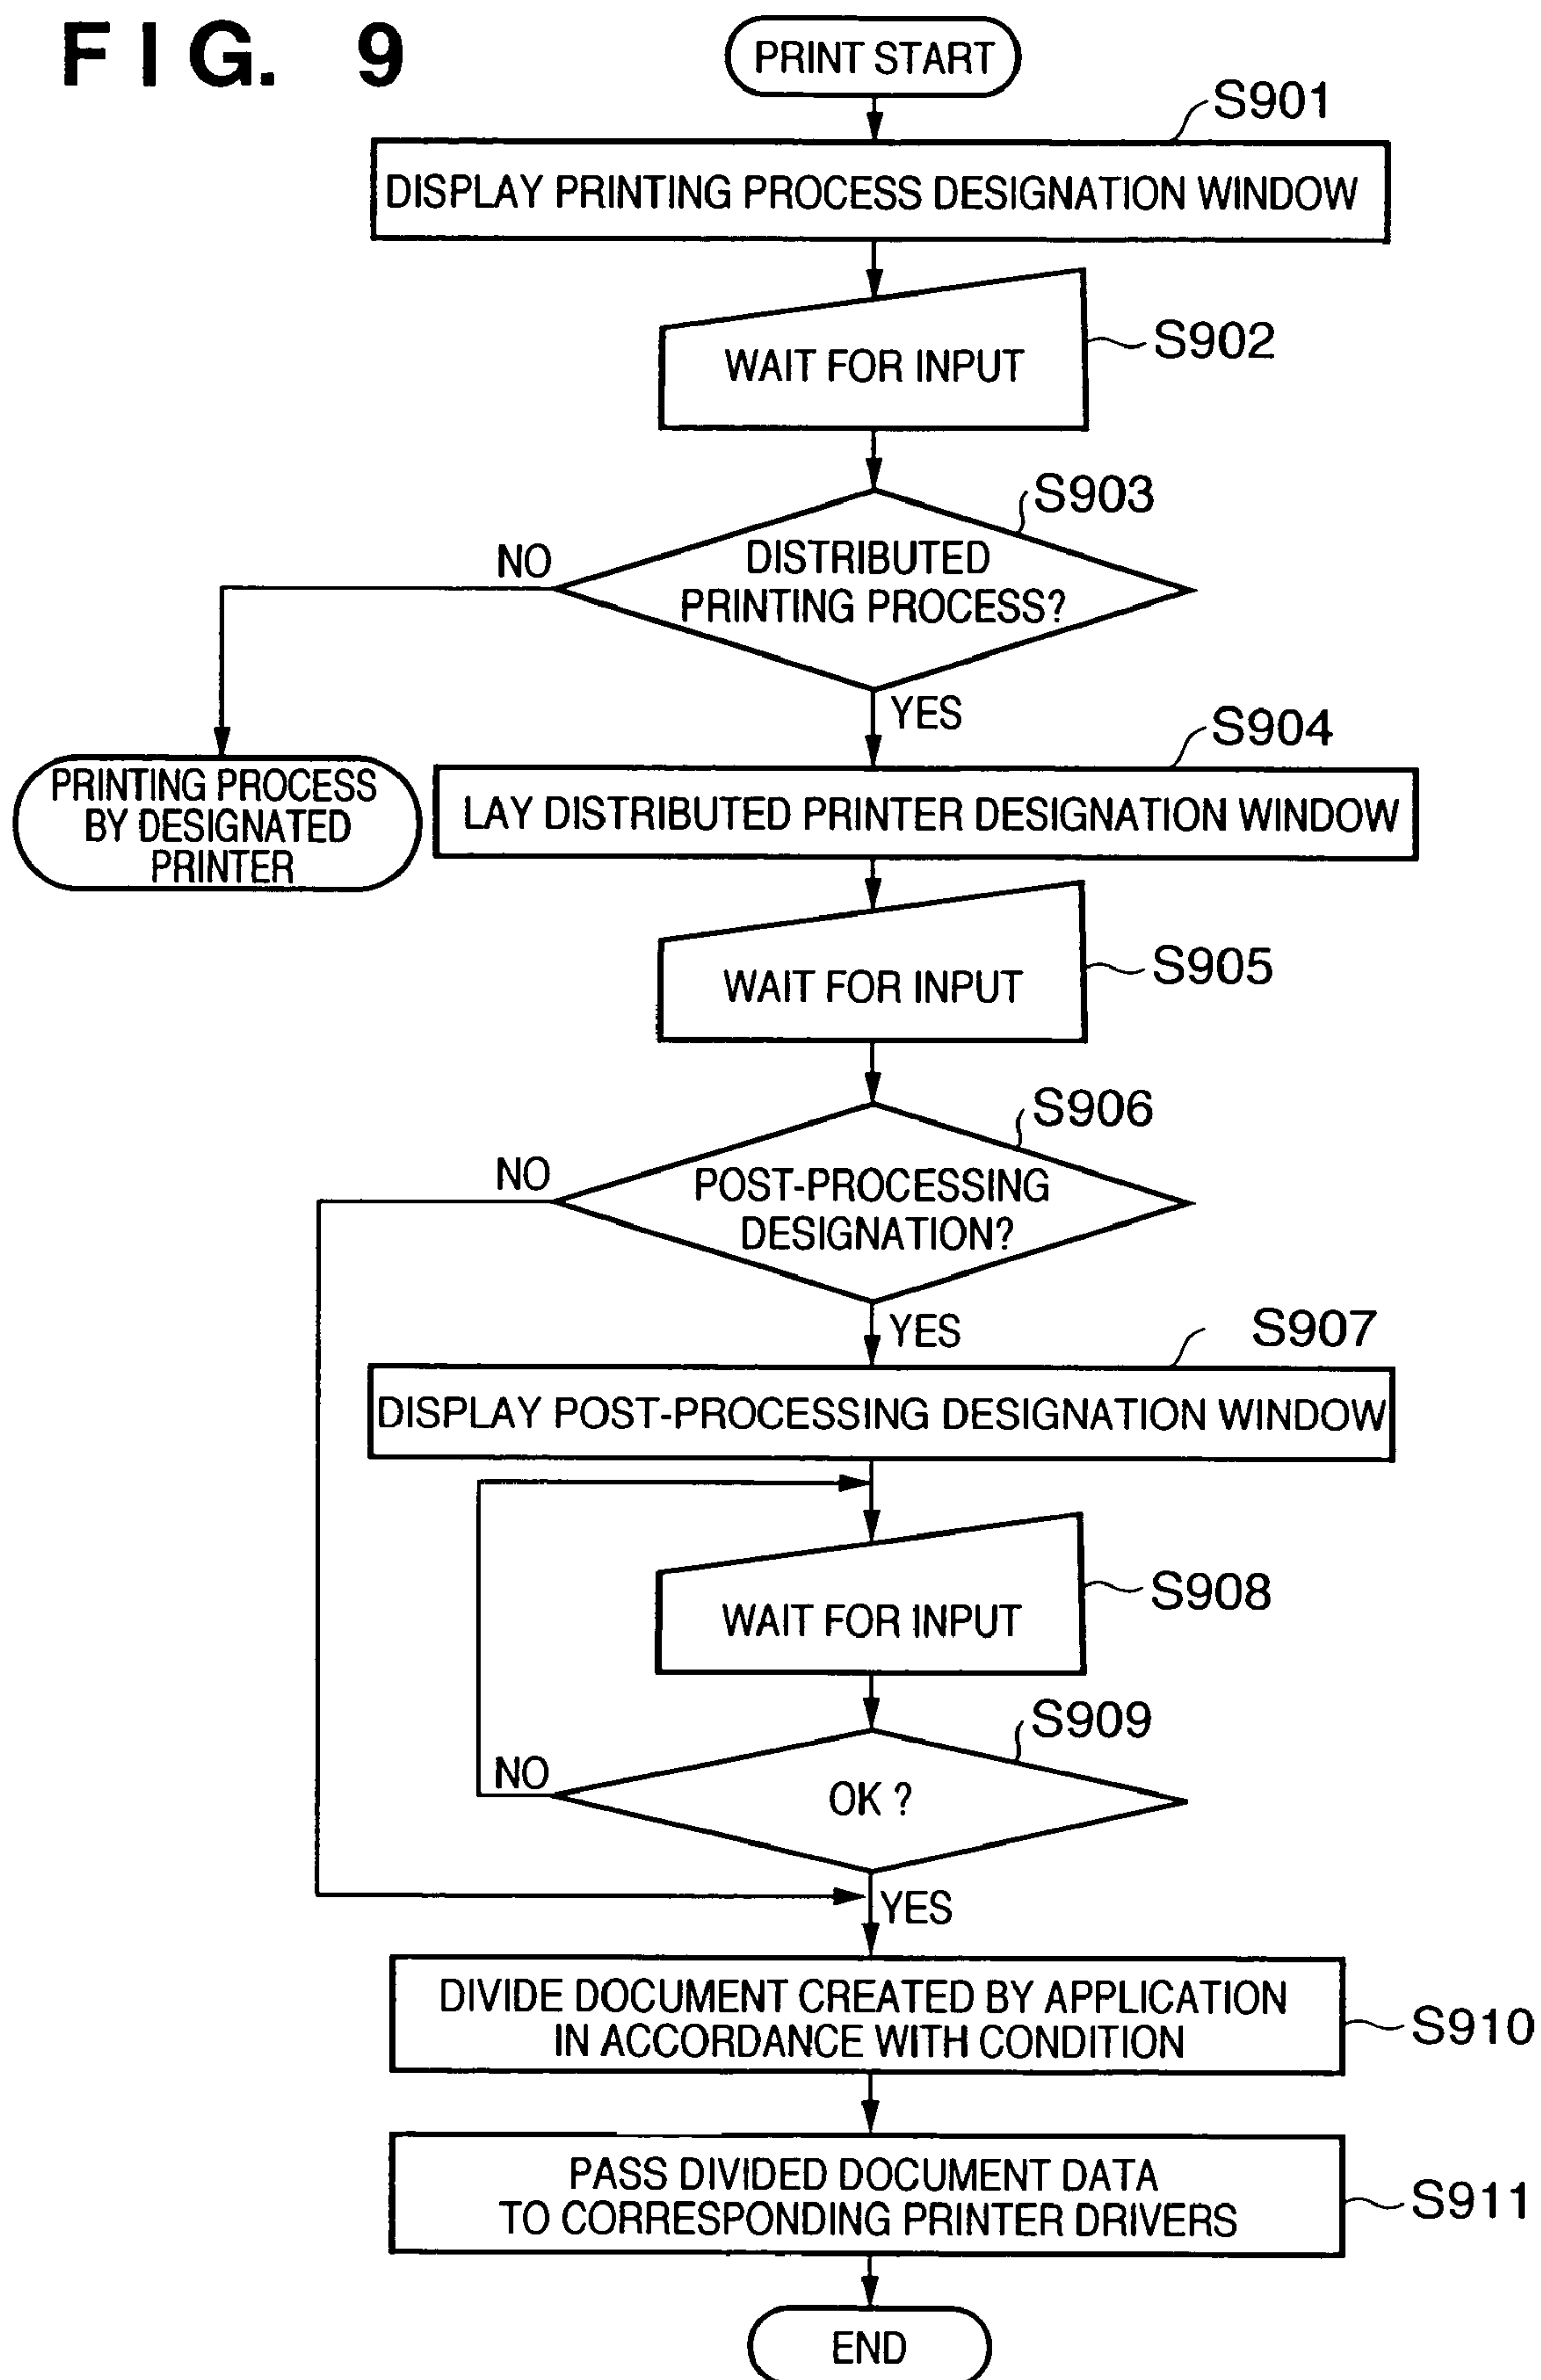 FIG. 9
PRINT START
S901
DISPLAY PRINTING PROCESS DESIGNATION WINDOW
WAIT FOR INPUT
S902
S903
NO
DISTRIBUTED
PRINTING PROCESS?
YES
S904
PRINTING PROCESS
BY DESIGNATED
PRINTER
LAY DISTRIBUTED PRINTER DESIGNATION WINDOW
WAIT FOR INPUT
S905
S906
NO
POST-PROCESSING
DESIGNATION?
YES
S907
DISPLAY POST-PROCESSING DESIGNATION WINDOW
WAIT FOR INPUT
S908
S909
NO
OK ?
YES
DIVIDE DOCUMENT CREATED BY APPLICATION
IN ACCORDANCE WITH CONDITION
S910
PASS DIVIDED DOCUMENT DATA
TO CORRESPONDING PRINTER DRIVERS
S911
END